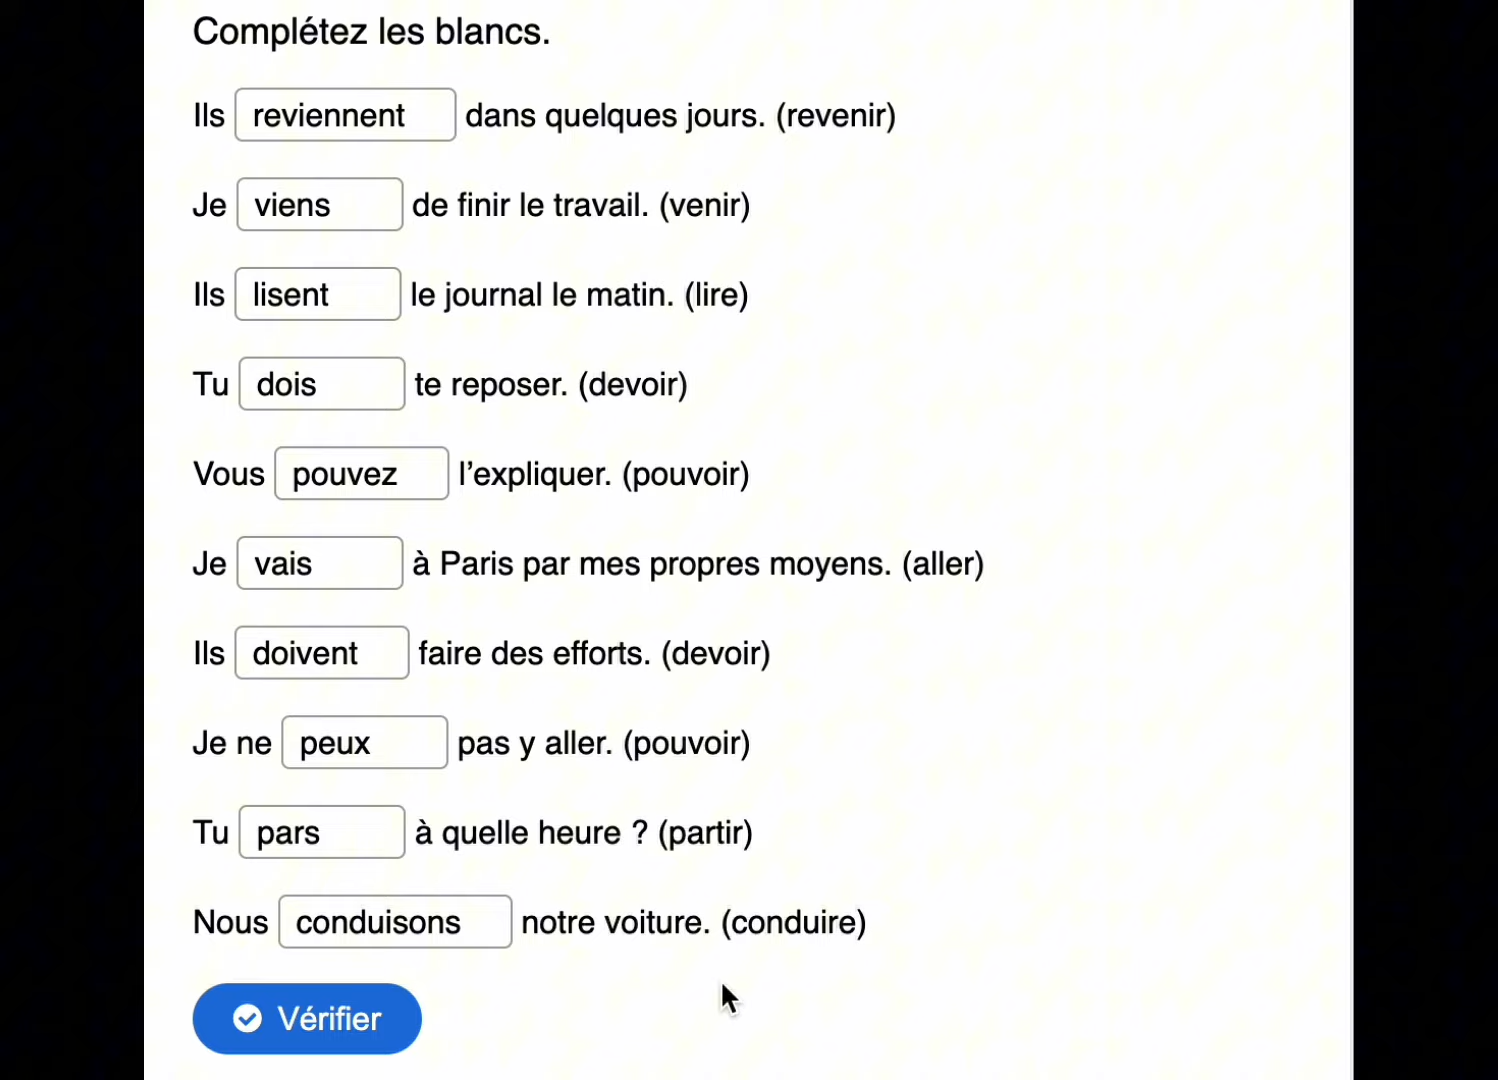 Complétez les blancs.
Ils reviennent dans quelques jours. (revenir)
Je viens de finir le travail. (venir)
Ils lisent le journal le matin. (lire)
Tu dois te reposer. (devoir)
Vous pouvez l’expliquer. (pouvoir)
Je vais à Paris par mes propres moyens. (aller)
Ils doivent faire des efforts. (devoir)
Je ne peux pas y aller. (pouvoir)
Tu pars à quelle heure ? (partir)
Nous conduisons notre voiture. (conduire)
Vérifier